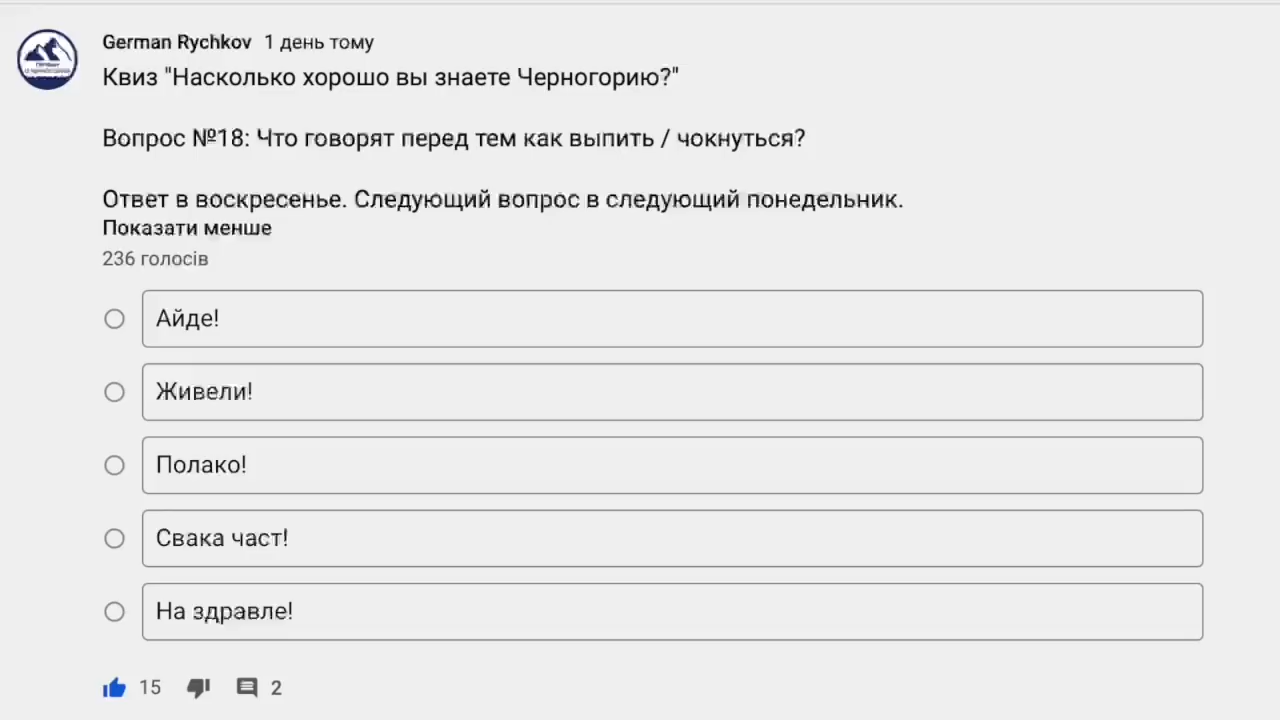 German Rychkov 1 день тому
Квиз "Насколько хорошо вы знаете Черногорию?"
Вопрос №18: Что говорят перед тем как выпить / чокнуться?
Ответ в воскресенье. Следующий вопрос в следующий понедельник.
Показати менше
236 голосів
Айде!
Живели!
Полако!
Свака част!
На здравле!
15 2